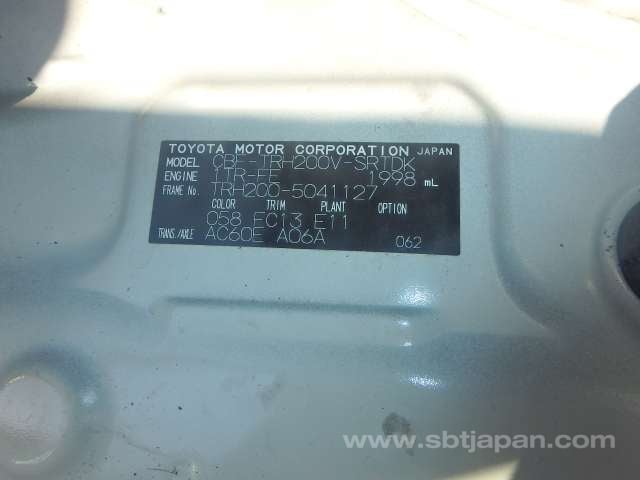 TOYOTA MOTOR CORPORATION JAPAN
MODEL CBF-TRH200V-SRTDK
ENGINE 1TR-FE 1998 mL
FRAME No. TRH200-5041127
COLOR TRIM PLANT OPTION
058 FC13 E11
TRANS./AXLE AC60E A06A 062
www.sbtjapan.com